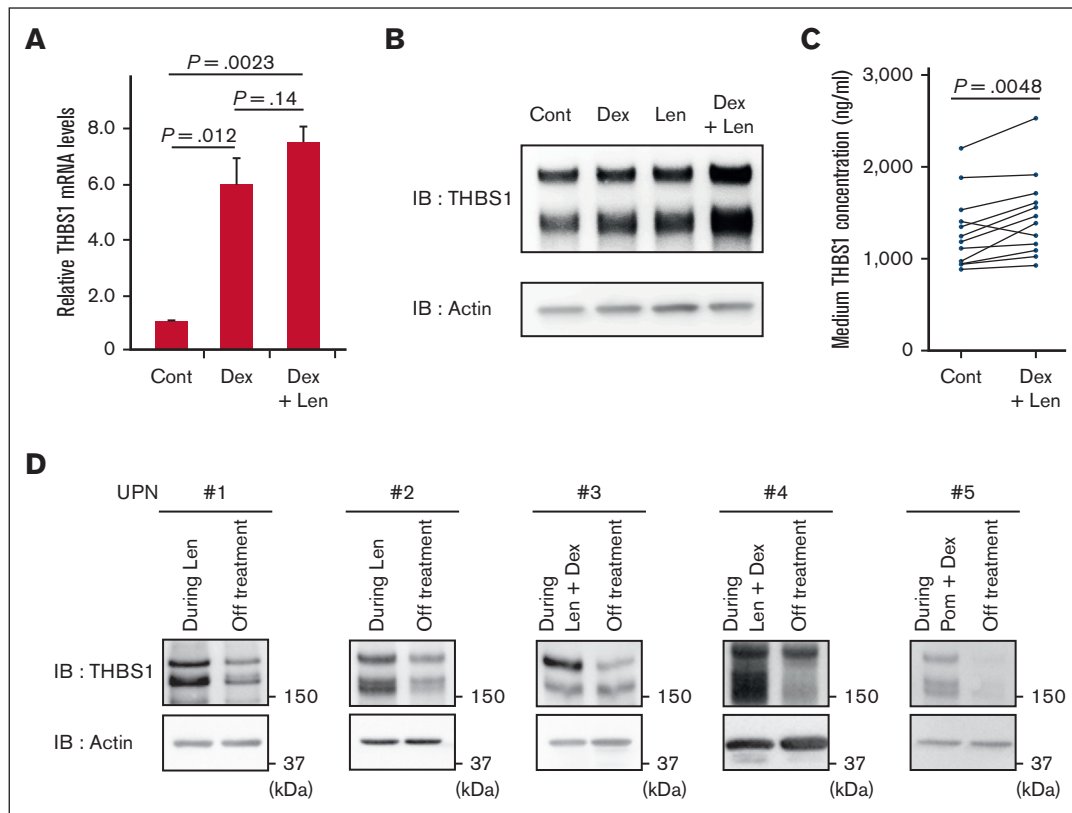 A
P = .0023
P = .14
P = .012
Relative THBS1 mRNA levels
8.0
6.0
4.0
2.0
0
Cont
Dex
Dex
+ Len
B
Cont
Dex
Len
Dex
+ Len
IB : THBS1
IB : Actin
C
Medium THBS1 concentration (ng/ml)
3,000
2,000
1,000
0
P = .0048
Cont
Dex
+ Len
D
UPN
#1
#2
#3
#4
#5
During Len
Off treatment
During Len
Off treatment
During
Len + Dex
Off treatment
During
Len + Dex
Off treatment
During
Pom + Dex
Off treatment
IB : THBS1
150
150
150
150
150
IB : Actin
37
37
37
37
37
(kDa)
(kDa)
(kDa)
(kDa)
(kDa)